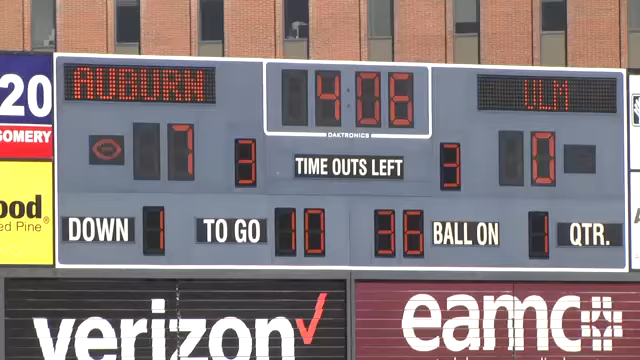 AUBURN 4:06 ULM
DAKTRONICS
20 7 3 TIME OUTS LEFT 3 0
GOMERY
ood
ed Pine
DOWN 1 TO GO 10 36 BALL ON 1 QTR.
verizon✓ eamc